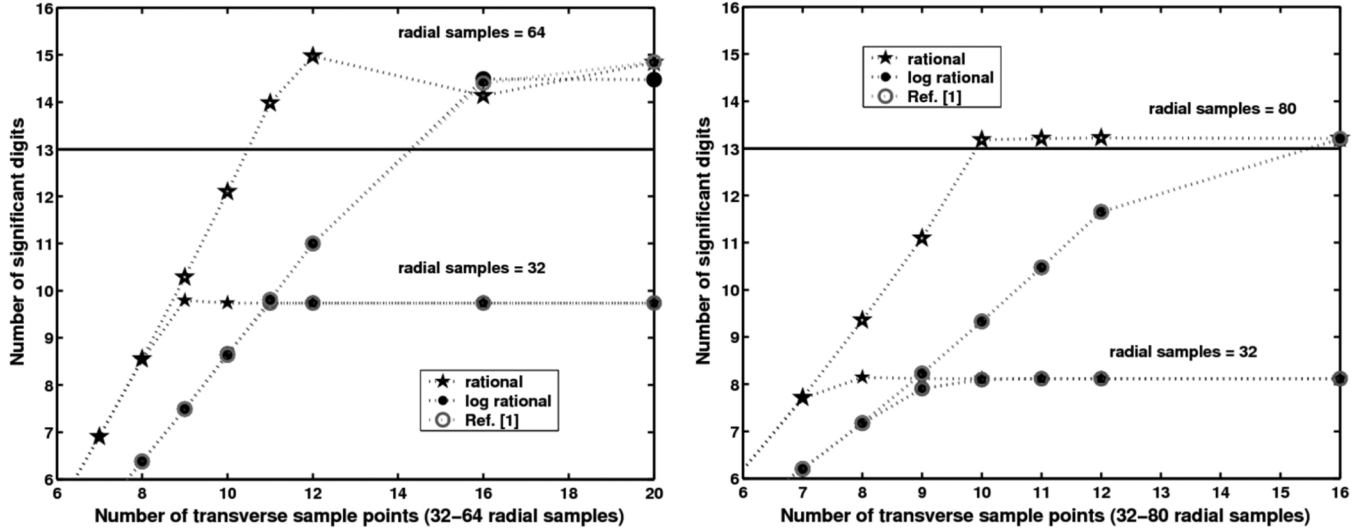 16
15
14
13
12
11
10
9
8
7
6
Number of significant digits
radial samples = 64
radial samples = 32
rational
log rational
Ref. [1]
6 8 10 12 14 16 18 20
Number of transverse sample points (32–64 radial samples)
16
15
14
13
12
11
10
9
8
7
6
Number of significant digits
rational
log rational
Ref. [1]
radial samples = 80
radial samples = 32
6 7 8 9 10 11 12 13 14 15 16
Number of transverse sample points (32–80 radial samples)